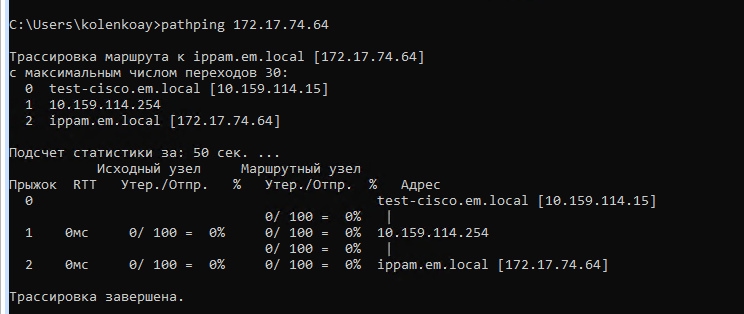 C:\Users\kolenkoay>pathping 172.17.74.64
Трассировка маршрута к ippam.em.local [172.17.74.64]
с максимальным числом переходов 30:
  0  test-cisco.em.local [10.159.114.15]
  1  10.159.114.254
  2  ippam.em.local [172.17.74.64]
Подсчет статистики за: 50 сек. ...
           Исходный узел     Маршрутный узел
Прыжок  RTT   Утер./Отпр.   %   Утер./Отпр.  %   Адрес
  0                                           test-cisco.em.local [10.159.114.15]
                                0/ 100 =  0%   |
  1    0мс     0/ 100 =  0%     0/ 100 =  0%  10.159.114.254
                                0/ 100 =  0%   |
  2    0мс     0/ 100 =  0%     0/ 100 =  0%  ippam.em.local [172.17.74.64]
Трассировка завершена.